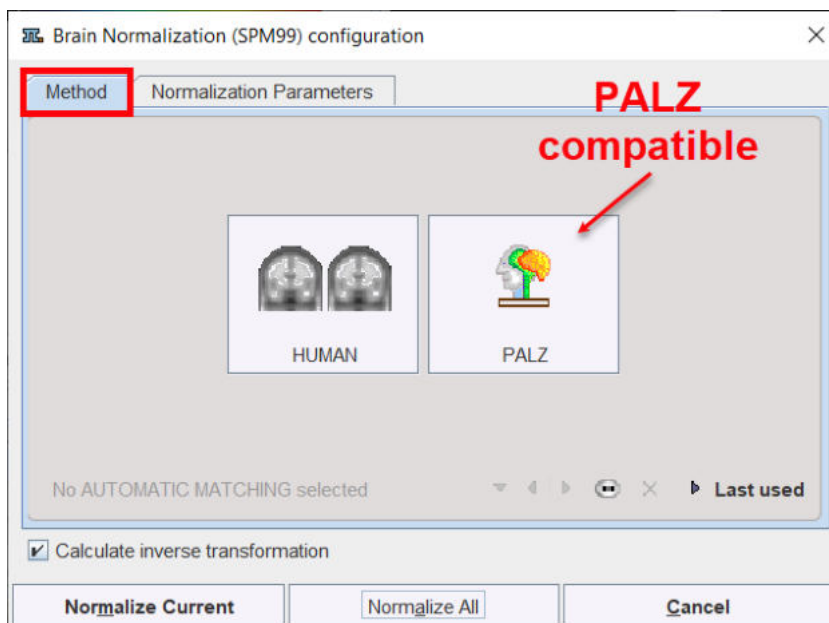 Brain Normalization (SPM99) configuration
Method
Normalization Parameters
PALZ
compatible
HUMAN
PALZ
No AUTOMATIC MATCHING selected
Last used
Calculate inverse transformation
Normalize Current
Normalize All
Cancel